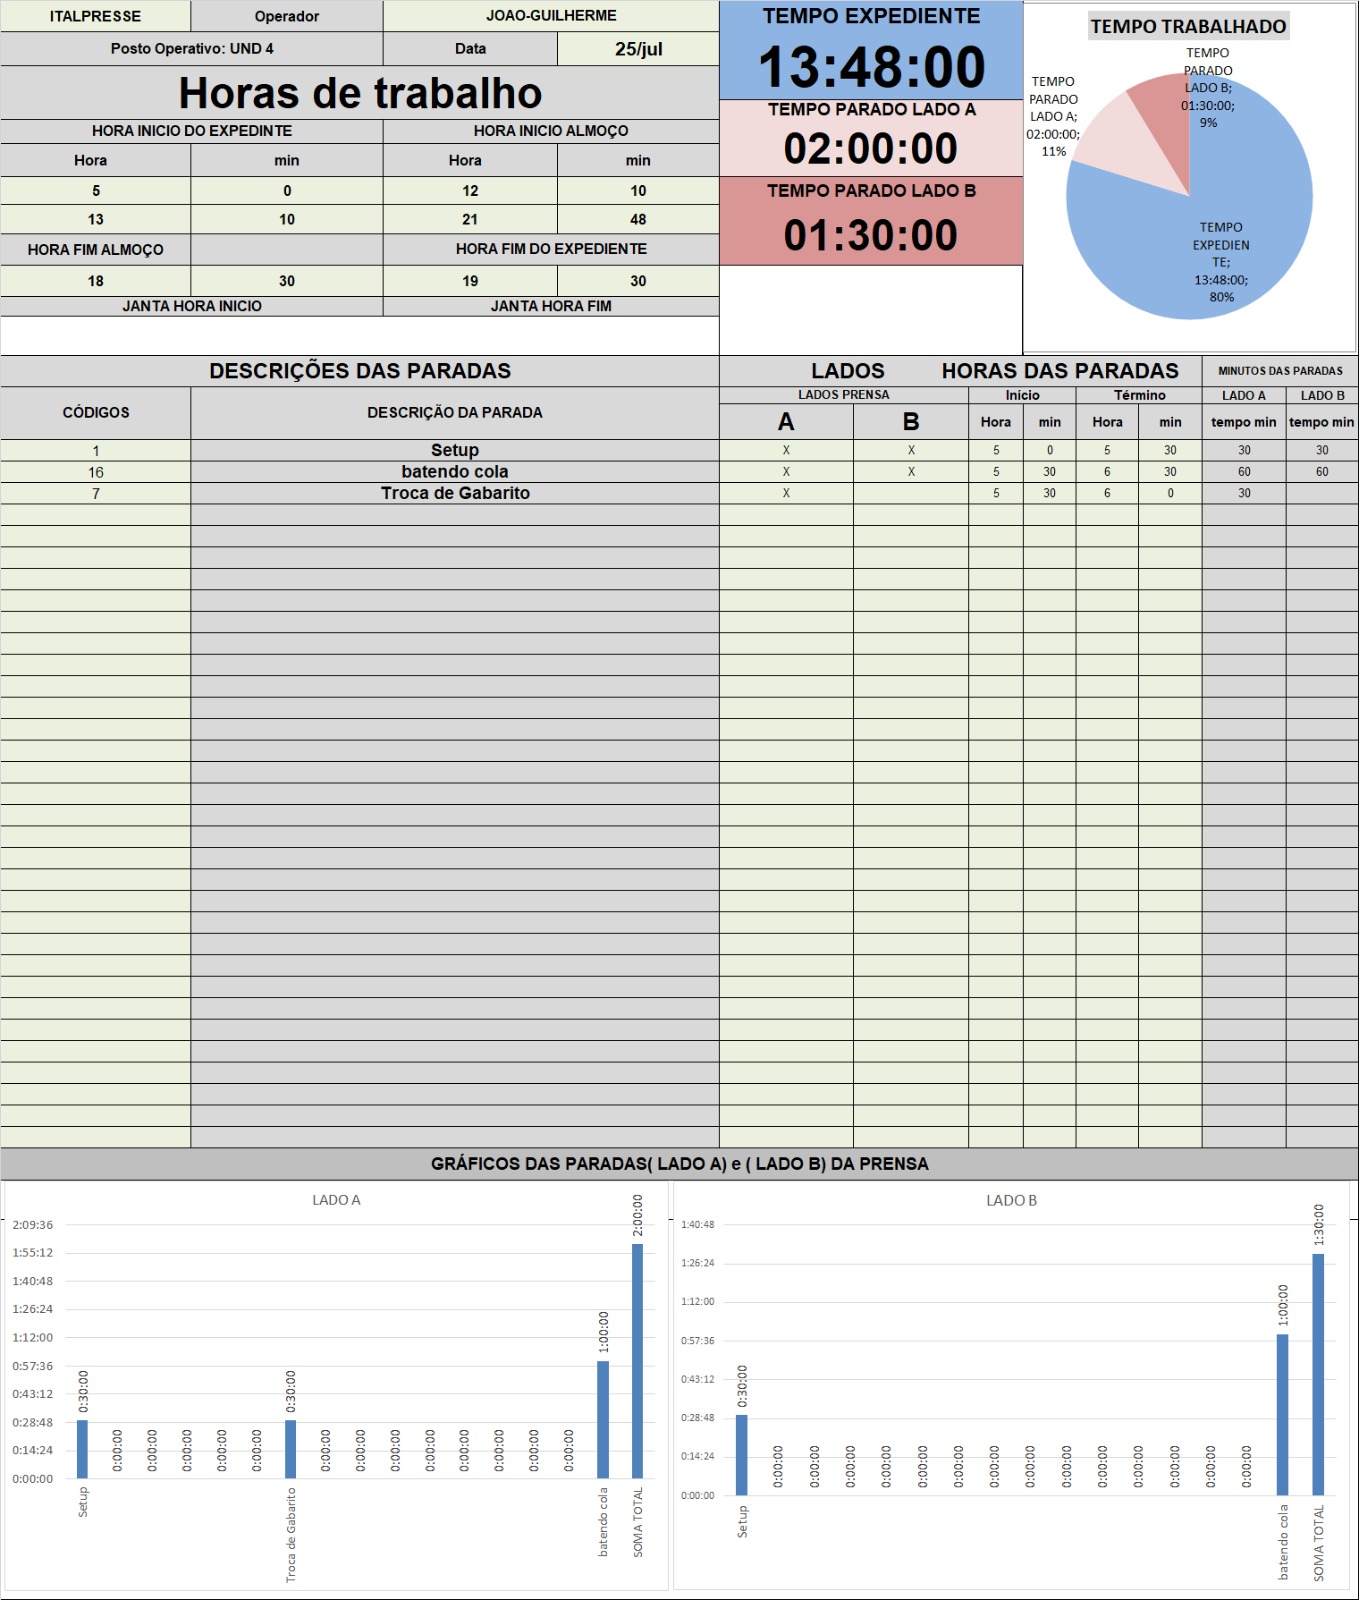 ITALPRESSE Operador JOAO-GUILHERME
Posto Operativo: UND 4 Data 25/jul
Horas de trabalho
HORA INICIO DO EXPEDINTE HORA INICIO ALMOÇO
Hora min Hora min
5 0 12 10
13 10 21 48
HORA FIM ALMOÇO HORA FIM DO EXPEDIENTE
18 30 19 30
JANTA HORA INICIO JANTA HORA FIM
TEMPO EXPEDIENTE
13:48:00
TEMPO PARADO LADO A
02:00:00
TEMPO PARADO LADO B
01:30:00
TEMPO TRABALHADO
TEMPO
PARADO
LADO B;
01:30:00;
9%
TEMPO
PARADO
LADO A;
02:00:00;
11%
TEMPO
EXPEDIEN
TE;
13:48:00;
80%
DESCRIÇÕES DAS PARADAS LADOS HORAS DAS PARADAS MINUTOS DAS PARADAS
CÓDIGOS DESCRIÇÃO DA PARADA LADOS PRENSA Início Término LADO A LADO B
A B Hora min Hora min tempo min tempo min
1 Setup X X 5 0 5 30 30 30
16 batendo cola X X 5 30 6 30 60 60
7 Troca de Gabarito X 5 30 6 0 30
GRÁFICOS DAS PARADAS( LADO A) e ( LADO B) DA PRENSA
LADO A
2:09:36
1:55:12
1:40:48
1:26:24
1:12:00
0:57:36
0:43:12
0:28:48
0:14:24
0:00:00
0:30:00
0:00:00
0:00:00
0:00:00
0:00:00
0:00:00
0:30:00
0:00:00
0:00:00
0:00:00
0:00:00
0:00:00
0:00:00
0:00:00
0:00:00
1:00:00
2:00:00
Setup
Troca de Gabarito
batendo cola
SOMA TOTAL
LADO B
1:40:48
1:26:24
1:12:00
0:57:36
0:43:12
0:28:48
0:14:24
0:00:00
0:30:00
0:00:00
0:00:00
0:00:00
0:00:00
0:00:00
0:00:00
0:00:00
0:00:00
0:00:00
0:00:00
0:00:00
0:00:00
0:00:00
0:00:00
1:00:00
1:30:00
Setup
batendo cola
SOMA TOTAL